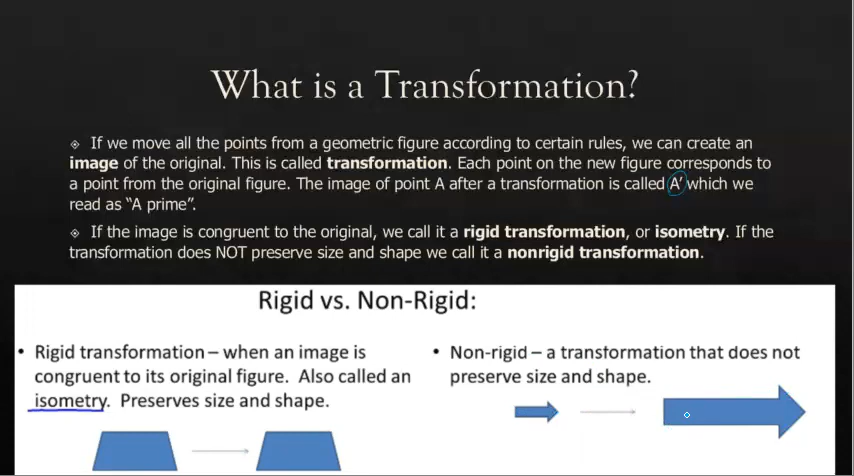 What is a Transformation?
If we move all the points from a geometric figure according to certain rules, we can create an
image of the original. This is called transformation. Each point on the new figure corresponds to
a point from the original figure. The image of point A after a transformation is called A’ which we
read as “A prime”.
If the image is congruent to the original, we call it a rigid transformation, or isometry. If the
transformation does NOT preserve size and shape we call it a nonrigid transformation.
Rigid vs. Non-Rigid:
• Rigid transformation – when an image is
congruent to its original figure. Also called an
isometry. Preserves size and shape.
• Non-rigid – a transformation that does not
preserve size and shape.